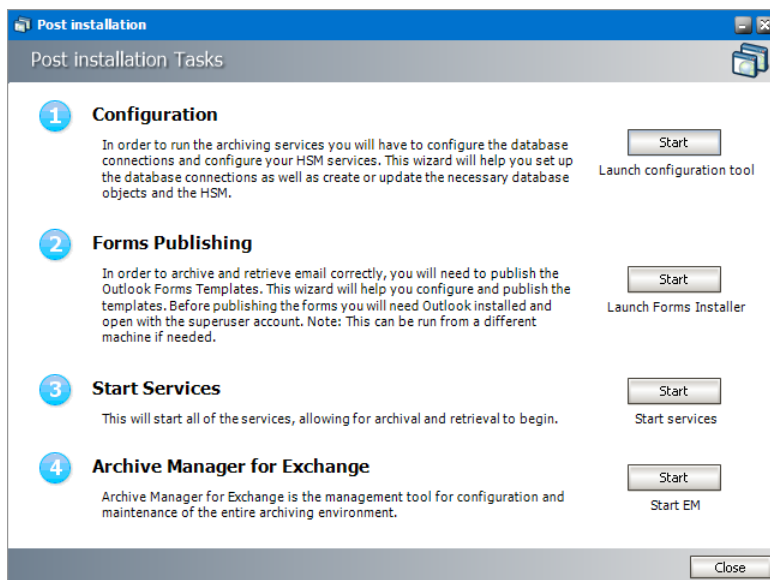 Post installation
Post installation Tasks
1
Configuration
In order to run the archiving services you will have to configure the database
connections and configure your HSM services. This wizard will help you set up
the database connections as well as create or update the necessary database
objects and the HSM.
Start
Launch configuration tool
2
Forms Publishing
In order to archive and retrieve email correctly, you will need to publish the
Outlook Forms Templates. This wizard will help you configure and publish the
templates. Before publishing the forms you will need Outlook installed and
open with the superuser account. Note: This can be run from a different
machine if needed.
Start
Launch Forms Installer
3
Start Services
This will start all of the services, allowing for archival and retrieval to begin.
Start
Start services
4
Archive Manager for Exchange
Archive Manager for Exchange is the management tool for configuration and
maintenance of the entire archiving environment.
Start
Start EM
Close